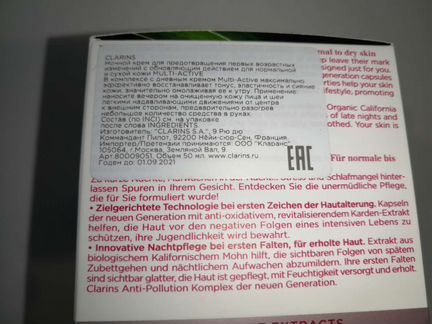 CLARINS
Ночной крем для предотвращения первых возрастных
изменений с обновляющим действием для нормальной
и сухой кожи MULTI-ACTIVE
В комплексе с дневным кремом Multi-Active максимально
эффективно восстанавливает тонус, эластичность и сияние
кожи, значительно омолаживая ее к утру. Применение:
наносите вечером на очищенную кожу лица и шеи
легкими надавливающими движениями от центра
к внешним сторонам, предварительно разогрев
небольшое количество средства в руках.
Состав (по INCI) см. на упаковке
после слова INGREDIENTS.
Изготовитель: "CLARINS S.A.", 9 Рю дю
Коммандант Пилот, 92200 Нёйи-сюр-Сен, Франция.
Импортер/Претензии принимаются: ООО "Кларанс"
105064, г.Москва, Земляной Вал, 9.
Арт.80009051. Объем 50 мл. www.clarins.ru
Годен до: 01.09.2021
EAC
mal to dry skin
leave their mark
signed just for you.
generation capsules
rties help your skin
lifestyle, promoting
Organic California
of late nights and
othed. Your skin is
Für normale bis
Stress und Schlafmangel hinter-
lassen Spuren in Ihrem Gesicht. Entdecken Sie die unermüdliche Pflege,
die für Sie formuliert wurde!
• Zielgerichtete Technologie bei ersten Zeichen der Hautalterung. Kapseln
der neuen Generation mit anti-oxidativem, revitalisierendem Karden-Extrakt
helfen, die Haut vor den negativen Folgen eines intensiven Lebens zu
schützen, ihre Jugendlichkeit wird bewahrt.
• Innovative Nachtpflege bei ersten Falten, für erholte Haut. Extrakt aus
biologischem Kalifornischem Mohn hilft, die sichtbaren Folgen von spätem
Zubettgehen und nächtlichem Aufwachen abzumildern. Ihre ersten Falten
sind sichtbar glatter, die Haut ist gepflegt, mit Feuchtigkeit versorgt und erholt.
Clarins Anti-Pollution Komplex der neuen Generation.
EXTRACTS